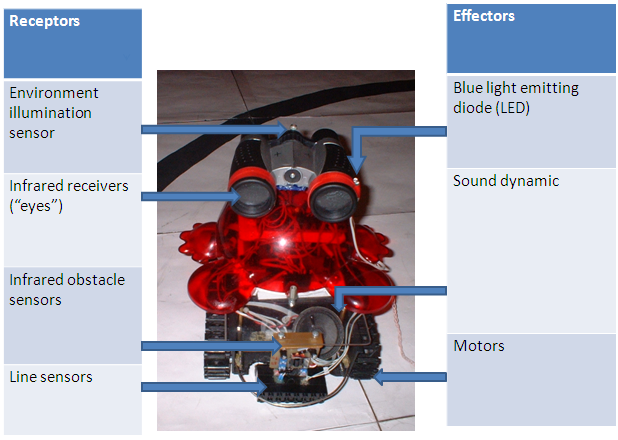 Receptors
Environment
illumination
sensor
Infrared receivers
(“eyes”)
Infrared obstacle
sensors
Line sensors
Effectors
Blue light emitting
diode (LED)
Sound dynamic
Motors